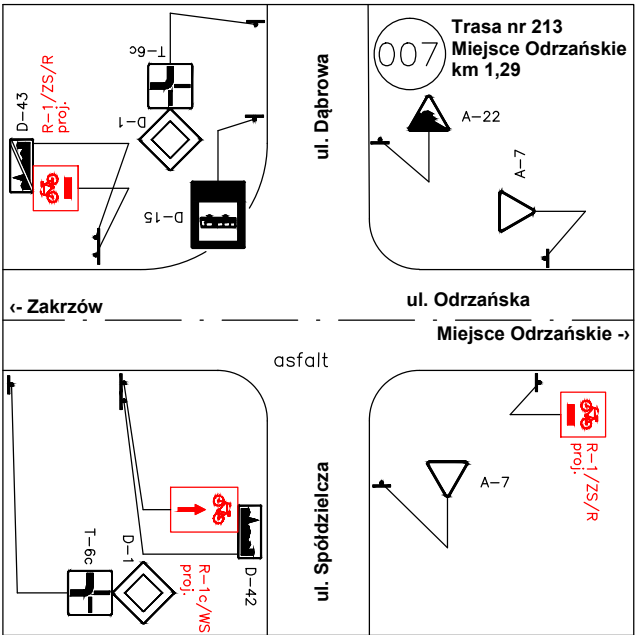 007
Trasa nr 213
Miejsce Odrzańskie
km 1,29
T-6c
D-1
D-43
R-1/ZS/R
proj.
D-15
ul. Dąbrowa
A-22
A-7
‹- Zakrzów
ul. Odrzańska
Miejsce Odrzańskie -›
asfalt
ul. Spółdzielcza
T-6c
D-1
R-1c/WS
proj.
D-42
A-7
R-1/ZS/R
proj.